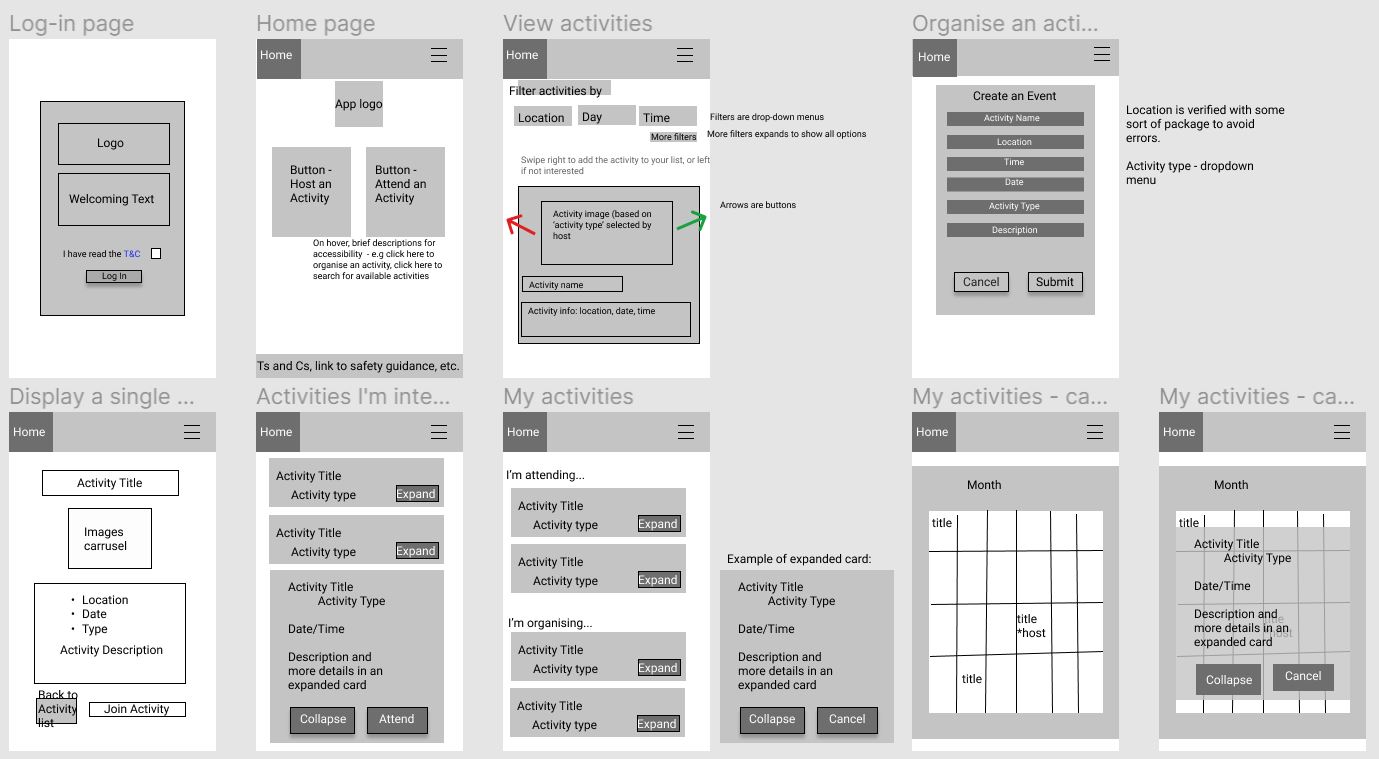 Log-in page
Logo
Welcoming Text
I have read the T&C
Log In
Home page
Home
App logo
Button -
Host an
Activity
Button -
Attend an
Activity
On hover, brief descriptions for
accessibility - e.g click here to
organise an activity, click here to
search for available activities
Ts and Cs, link to safety guidance, etc.
View activities
Home
Filter activities by
Location
Day
Time
More filters
Filters are drop-down menus
More filters expands to show all options
Swipe right to add the activity to your list, or left
if not interested
Activity image (based on
'activity type' selected by
host
Arrows are buttons
Activity name
Activity info: location, date, time
Organise an acti...
Home
Create an Event
Activity Name
Location
Time
Date
Activity Type
Description
Cancel
Submit
Location is verified with some
sort of package to avoid
errors.
Activity type - dropdown
menu
Display a single ...
Home
Activity Title
Images
carrusel
• Location
• Date
• Type
Activity Description
Back to
Activity
list
Join Activity
Activities I'm inte...
Home
Activity Title
Activity type
Expand
Activity Title
Activity type
Expand
Activity Title
Activity Type
Date/Time
Description and
more details in an
expanded card
Collapse
Attend
My activities
Home
I'm attending...
Activity Title
Activity type
Expand
Activity Title
Activity type
Expand
I'm organising...
Activity Title
Activity type
Expand
Activity Title
Activity type
Expand
Example of expanded card:
Activity Title
Activity Type
Date/Time
Description and
more details in an
expanded card
Collapse
Cancel
My activities - ca...
Home
Month
title
title
*host
title
My activities - ca...
Home
Month
title
Activity Title
Activity Type
Date/Time
Description and
more details in an
expanded card
Collapse
Cancel